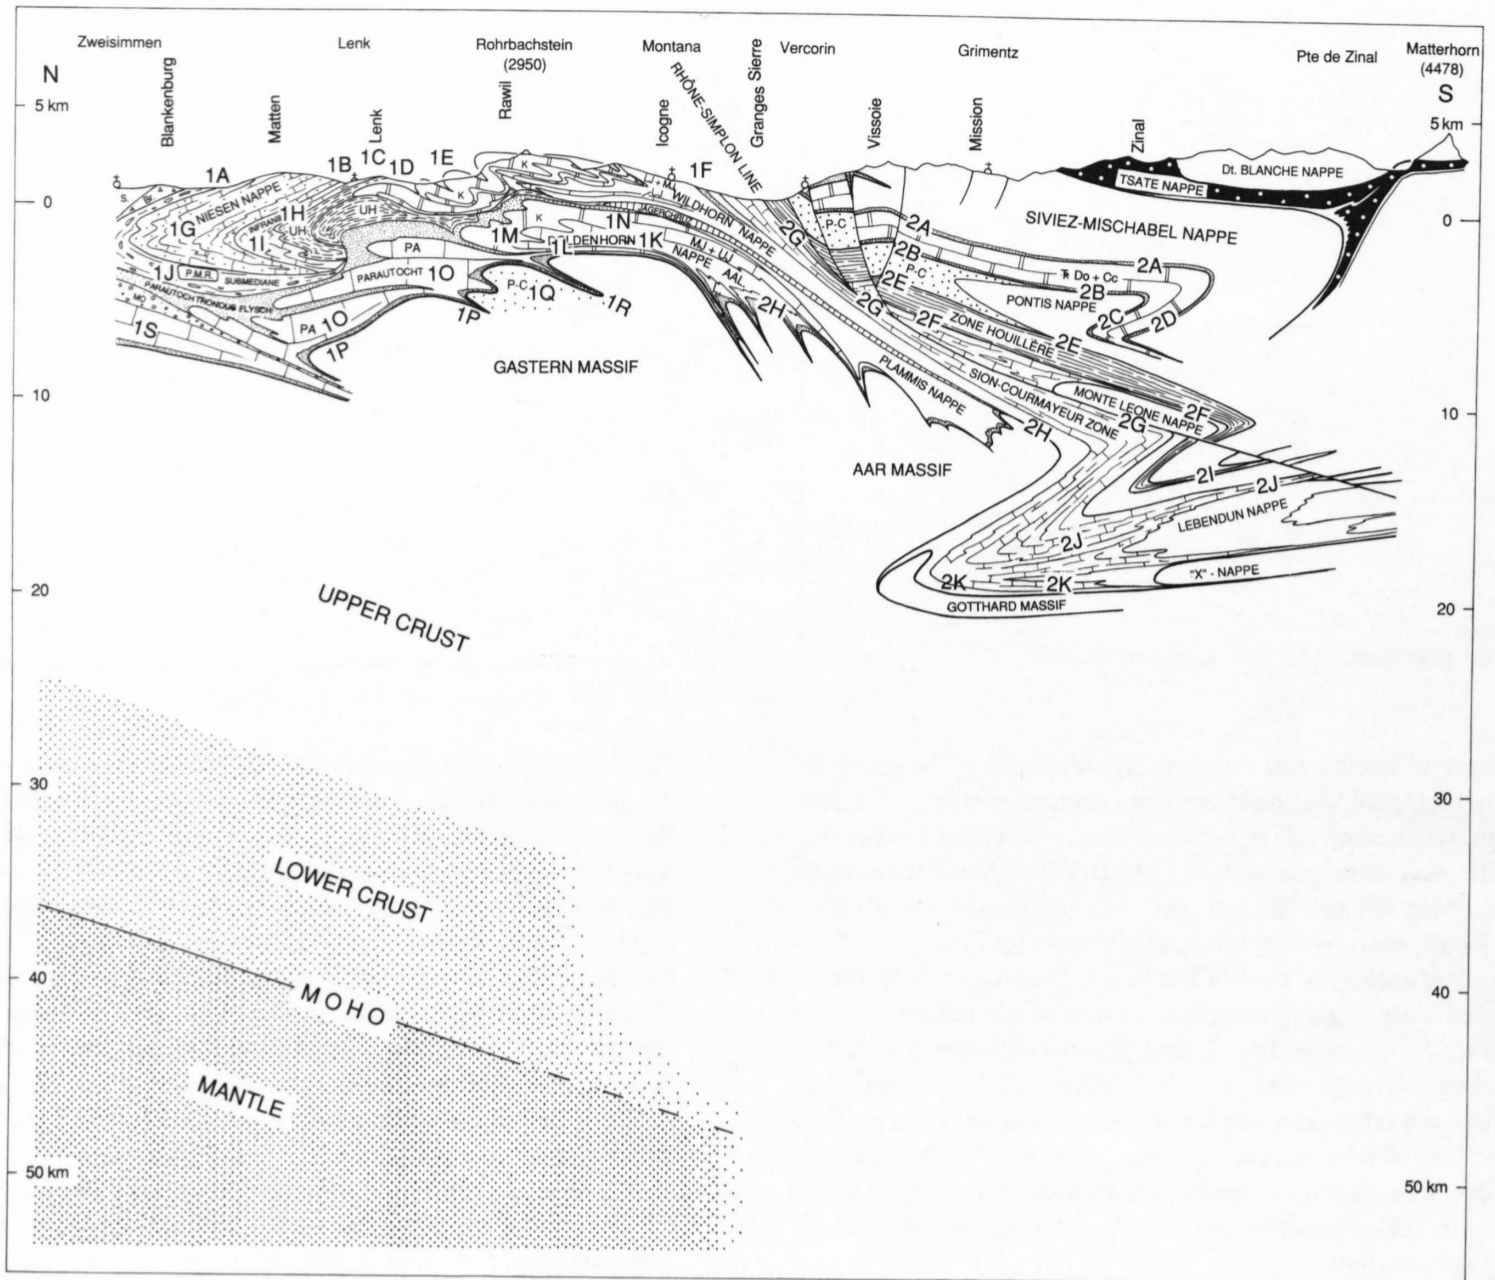 Zweisimmen
Lenk
Rohrbachstein
(2950)
Montana
Vercorin
Grimentz
Pte de Zinal
Matterhorn
(4478)
N
S
5 km
5 km
Blankenburg
Matten
Lenk
Rawil
Icogne
RHÔNE-SIMPLON LINE
Granges Sierre
Vissoie
Mission
Zinal
1A
1B
1C
1D
1E
1F
K
K
K
TSATE NAPPE
Dt. BLANCHE NAPPE
0
0
S.
NIESEN NAPPE
1G
1H
1I
UH
UH
WILDHORN NAPPE
1M
1N
1L
1K
MJ + UJ
NAPPE
AAL.
P-C
2G
2A
SIVIEZ-MISCHABEL NAPPE
2A
2B
P-C
2E
Tr Do + Cc
2B
PONTIS NAPPE
2C
2D
1J
P.M.R.
SUBMEDIANE
PARAUTOCHTHONOUS FLYSCH
MO
PA
PARAUTOCHT
1O
P-C
1Q
1R
1P
1S
PA
1O
1P
2H
2G
2F
ZONE HOUILLÈRE
2E
GASTERN MASSIF
PLAMMIS NAPPE
SION-COURMAYEUR ZONE
MONTE LEONE NAPPE
2F
2G
2H
10
10
AAR MASSIF
2I
2J
LEBENDUN NAPPE
2J
2K
2K
"X" - NAPPE
GOTTHARD MASSIF
20
20
UPPER CRUST
30
30
LOWER CRUST
40
40
MOHO
MANTLE
50 km
50 km